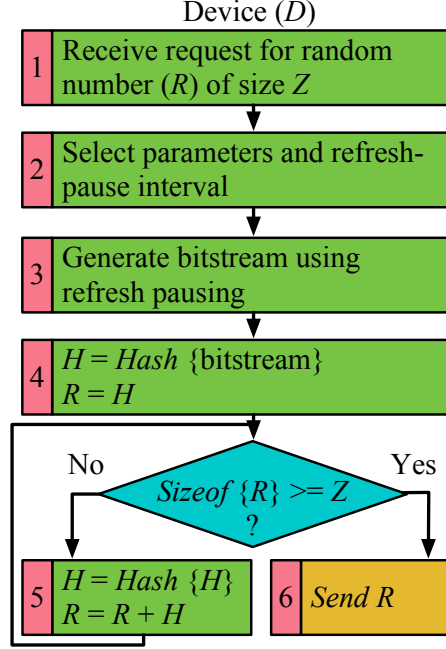 Device (D)
1 Receive request for random
number (R) of size Z
2 Select parameters and refresh-
pause interval
3 Generate bitstream using
refresh pausing
4 H = Hash {bitstream}
R = H
No
Yes
Sizeof {R} >= Z
?
5 H = Hash {H}
R = R + H
6 Send R